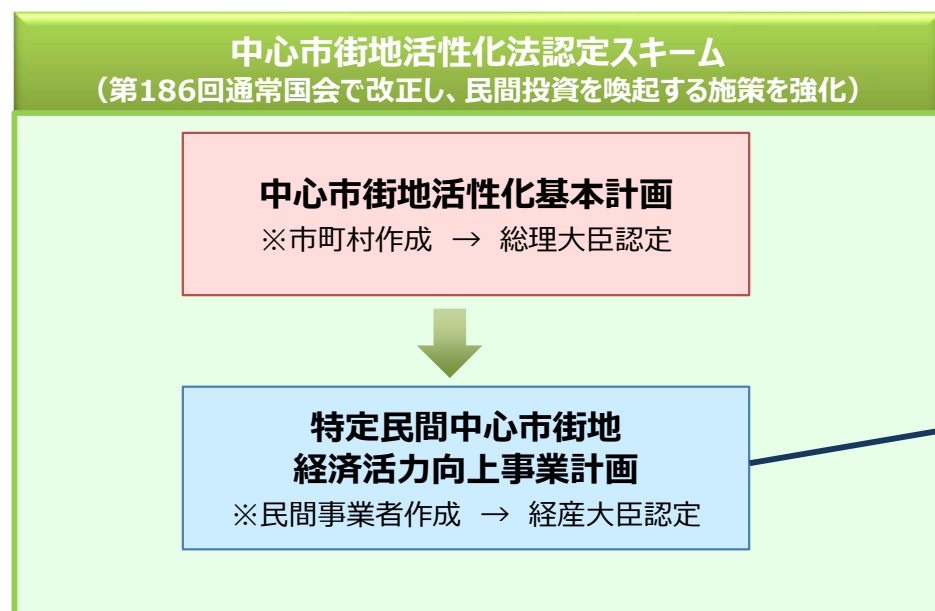 中心市街地活性化法認定スキーム
（第186回通常国会で改正し、民間投資を喚起する施策を強化）
中心市街地活性化基本計画
※市町村作成　→　総理大臣認定
特定民間中心市街地
経済活力向上事業計画
※民間事業者作成　→　経産大臣認定